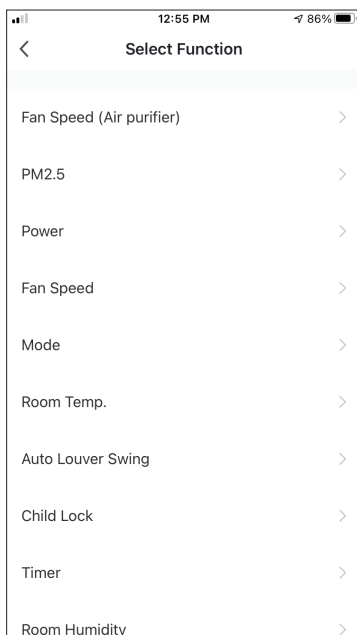 12:55 PM 86%
Select Function
Fan Speed (Air purifier)
PM2.5
Power
Fan Speed
Mode
Room Temp.
Auto Louver Swing
Child Lock
Timer
Room Humidity